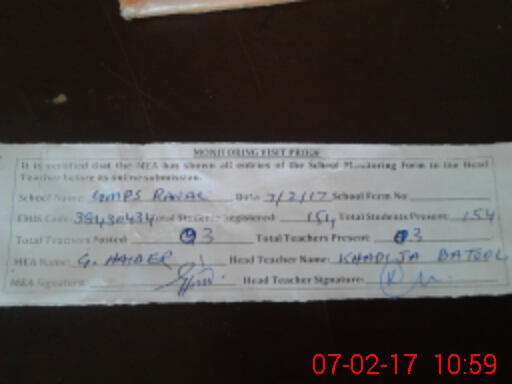 MONITORING VISIT PROOF
It is certified that the MEA has shown all entries of the School Monitoring Form to the Head
Teacher before its online submission.
School Name: GMPS Date: 7/2/17 School Form No:
EMIS Code: 38430434 Total Students Registered: 154 Total Students Present: 154
Total Teachers Posted: 03 Total Teachers Present: 03
MEA Name: G. HAIDER Head Teacher Name: KHADIJA BATOOL
MEA Signature: Head Teacher Signature:
07-02-17 10:59